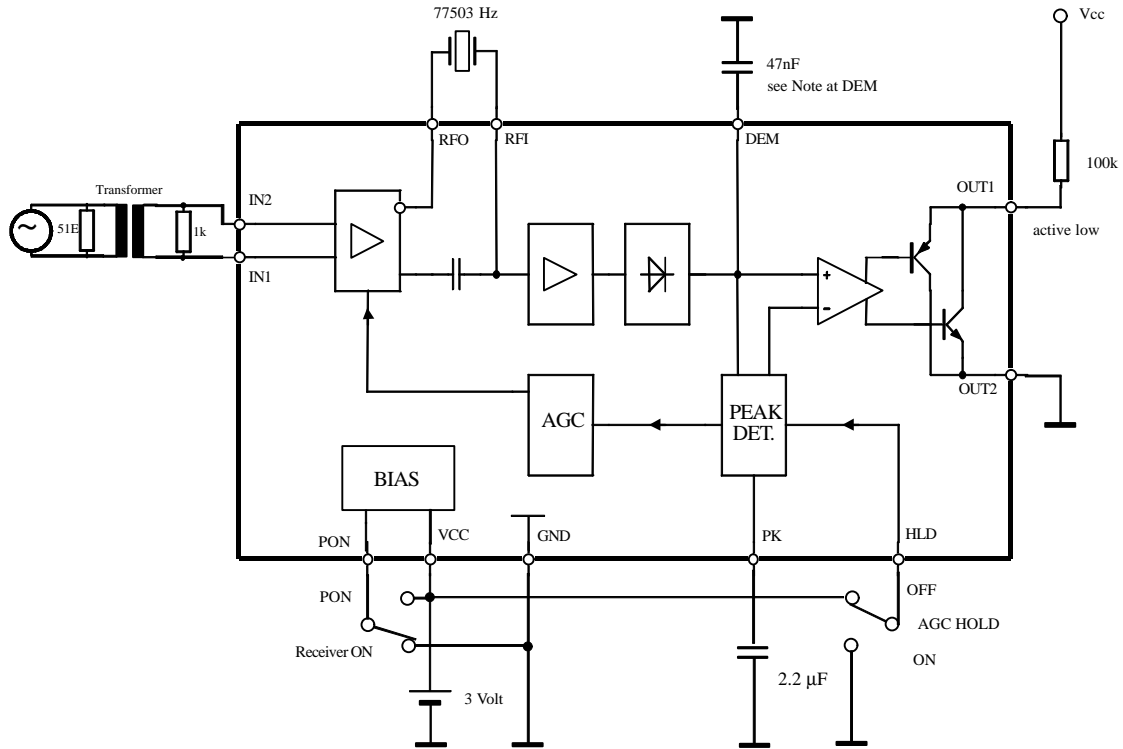 77503 Hz
Vcc
47nF
see Note at DEM
RFO
RFI
DEM
100k
Transformer
IN2
OUT1
51E
1k
active low
~
IN1
+
-
OUT2
AGC
PEAK
DET.
BIAS
PON
VCC
GND
PK
HLD
PON
OFF
AGC HOLD
Receiver ON
ON
2.2 μF
3 Volt